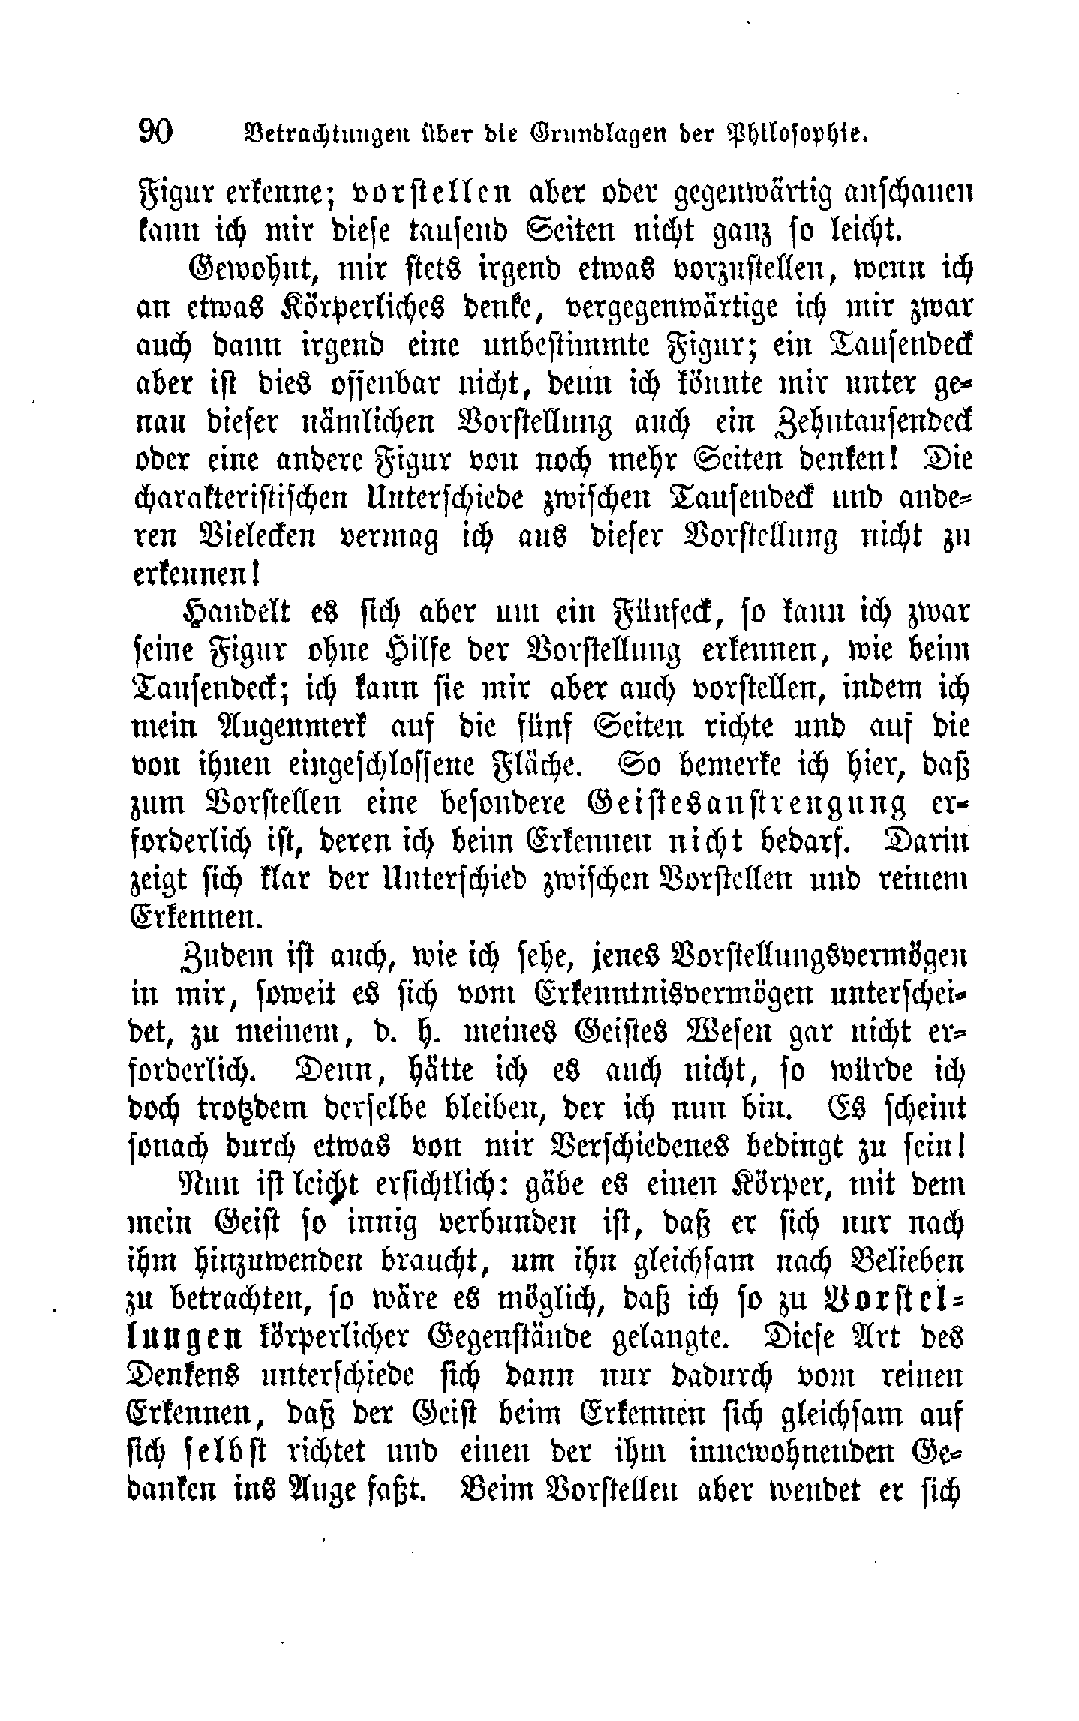 90 Betrachtungen über die Grundlagen der Philosophie.
Figur erkenne; vorstellen aber oder gegenwärtig anschauen
kann ich mir diese tausend Seiten nicht ganz so leicht.
Gewohnt, mir stets irgend etwas vorzustellen, wenn ich
an etwas Körperliches denke, vergegenwärtige ich mir zwar
auch dann irgend eine unbestimmte Figur; ein Tausendeck
aber ist dies offenbar nicht, denn ich könnte mir unter ge-
nau dieser nämlichen Vorstellung auch ein Zehntausendeck
oder eine andere Figur von noch mehr Seiten denken! Die
charakteristischen Unterschiede zwischen Tausendeck und ande-
ren Vielecken vermag ich aus dieser Vorstellung nicht zu
erkennen!
Handelt es sich aber um ein Fünfeck, so kann ich zwar
seine Figur ohne Hilfe der Vorstellung erkennen, wie beim
Tausendeck; ich kann sie mir aber auch vorstellen, indem ich
mein Augenmerk auf die fünf Seiten richte und auf die
von ihnen eingeschlossene Fläche. So bemerke ich hier, daß
zum Vorstellen eine besondere Geistesanstrengung er-
forderlich ist, deren ich beim Erkennen nicht bedarf. Darin
zeigt sich klar der Unterschied zwischen Vorstellen und reinem
Erkennen.
Zudem ist auch, wie ich sehe, jenes Vorstellungsvermögen
in mir, soweit es sich vom Erkenntnisvermögen unterschei-
det, zu meinem, d. h. meines Geistes Wesen gar nicht er-
forderlich. Denn, hätte ich es auch nicht, so würde ich
doch trotzdem derselbe bleiben, der ich nun bin. Es scheint
sonach durch etwas von mir Verschiedenes bedingt zu sein!
Nun ist leicht ersichtlich: gäbe es einen Körper, mit dem
mein Geist so innig verbunden ist, daß er sich nur nach
ihm hinzuwenden braucht, um ihn gleichsam nach Belieben
zu betrachten, so wäre es möglich, daß ich so zu Vorstel-
lungen körperlicher Gegenstände gelangte. Diese Art des
Denkens unterschiede sich dann nur dadurch vom reinen
Erkennen, daß der Geist beim Erkennen sich gleichsam auf
sich selbst richtet und einen der ihm innewohnenden Ge-
danken ins Auge faßt. Beim Vorstellen aber wendet er sich